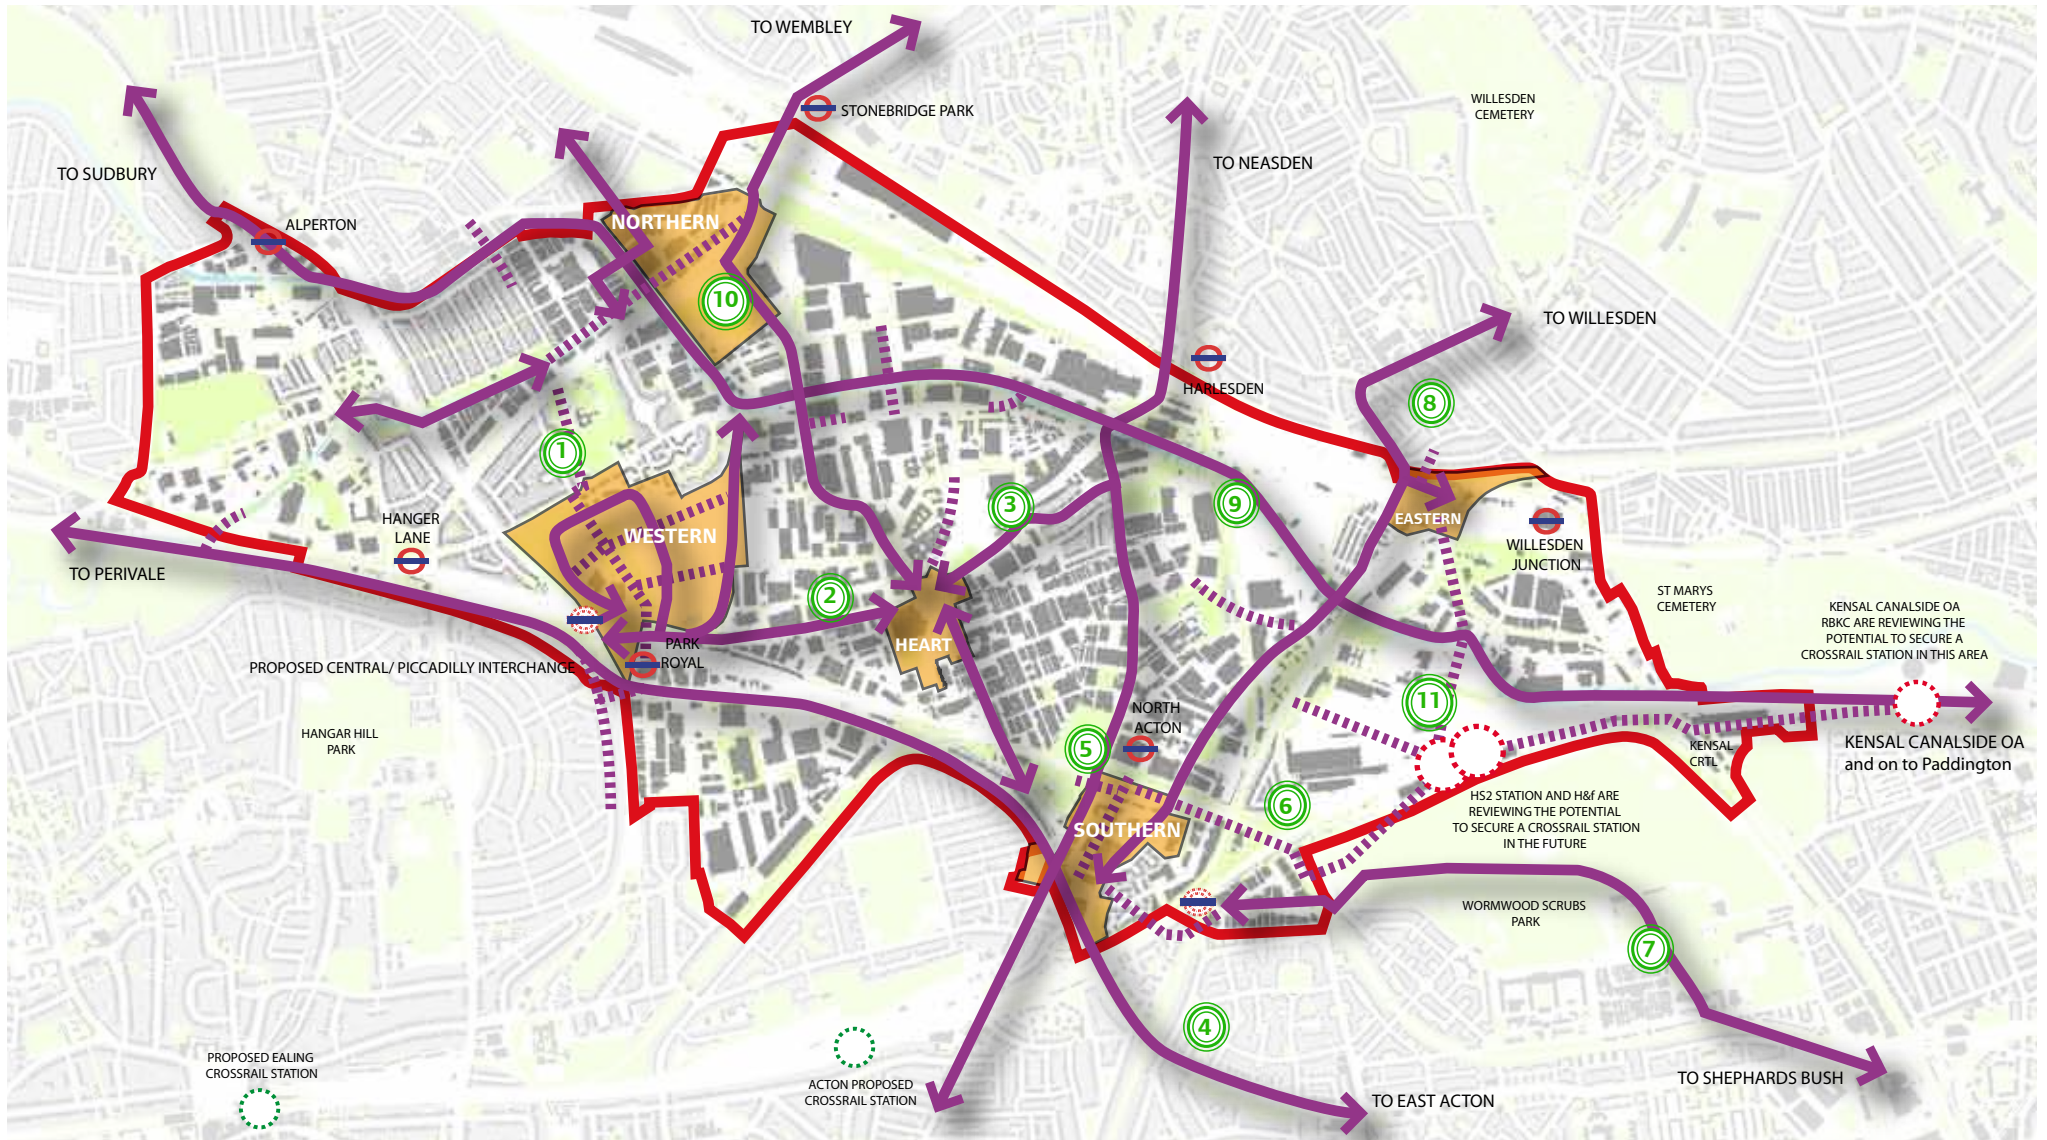 TO WEMBLEY
STONEBRIDGE PARK
WILLESDEN
CEMETERY
TO SUDBURY
TO NEASDEN
ALPERTON
NORTHERN
10
TO WILLESDEN
HARLESDEN
8
1
HANGER
LANE
WESTERN
3
9
EASTERN
WILLESDEN
JUNCTION
TO PERIVALE
2
ST MARYS
CEMETERY
KENSAL CANALSIDE OA
RBKC ARE REVIEWING THE
POTENTIAL TO SECURE A
CROSSRAIL STATION IN THIS AREA
HEART
PARK
ROYAL
PROPOSED CENTRAL/ PICCADILLY INTERCHANGE
11
NORTH
ACTON
HANGAR HILL
PARK
5
KENSAL
CRTL
KENSAL CANALSIDE OA
and on to Paddington
6
HS2 STATION AND H&f ARE
REVIEWING THE POTENTIAL
TO SECURE A CROSSRAIL STATION
IN THE FUTURE
SOUTHERN
WORMWOOD SCRUBS
PARK
7
4
PROPOSED EALING
CROSSRAIL STATION
ACTON PROPOSED
CROSSRAIL STATION
TO SHEPHARDS BUSH
TO EAST ACTON